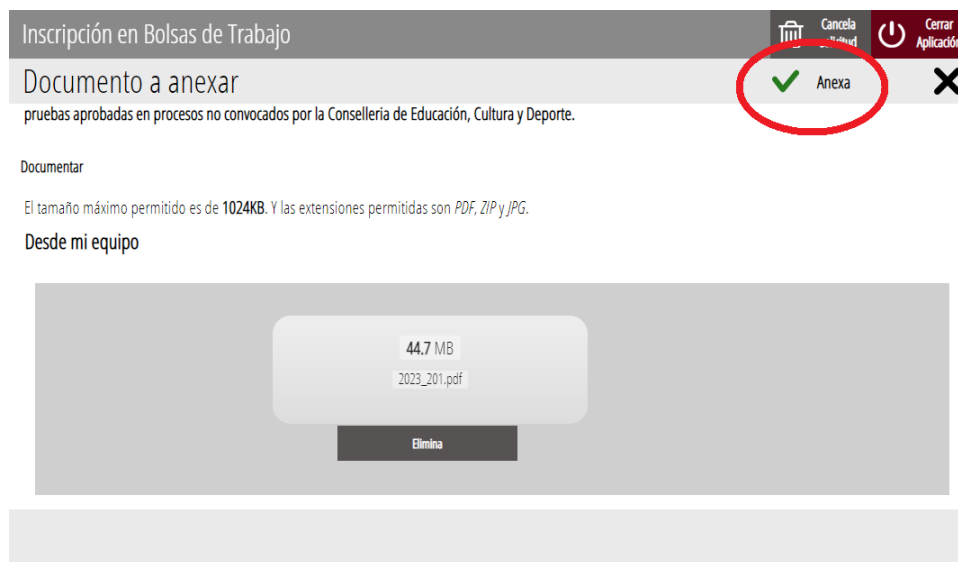 Inscripción en Bolsas de Trabajo
Cancela
solicitud
Cerrar
Aplicación
Documento a anexar
Anexa
pruebas aprobadas en procesos no convocados por la Conselleria de Educación, Cultura y Deporte.
Documentar
El tamaño máximo permitido es de 1024KB. Y las extensiones permitidas son PDF, ZIP y JPG.
Desde mi equipo
44.7 MB
2023_201.pdf
Elimina